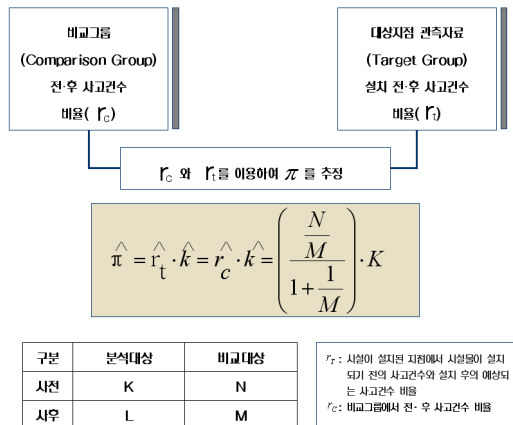 비교그룹
(Comparison Group)
전·후 사고건수
비율( r_c)
대상지점 관측자료
(Target Group)
설치 전·후 사고건수
비율( r_t)
r_c 와 r_t를 이용하여 π 를 추정
π̂ = r̂_t · k̂ = r̂_c · k̂ = ( (N/M) / (1 + 1/M) ) · K
구분 분석대상 비교대상
사전 K N
사후 L M
r_T : 시설이 설치된 지점에서 시설물이 설치
되기 전의 사고건수와 설치 후의 예상되
는 사고건수 비율
r_C : 비교그룹에서 전· 후 사고건수 비율